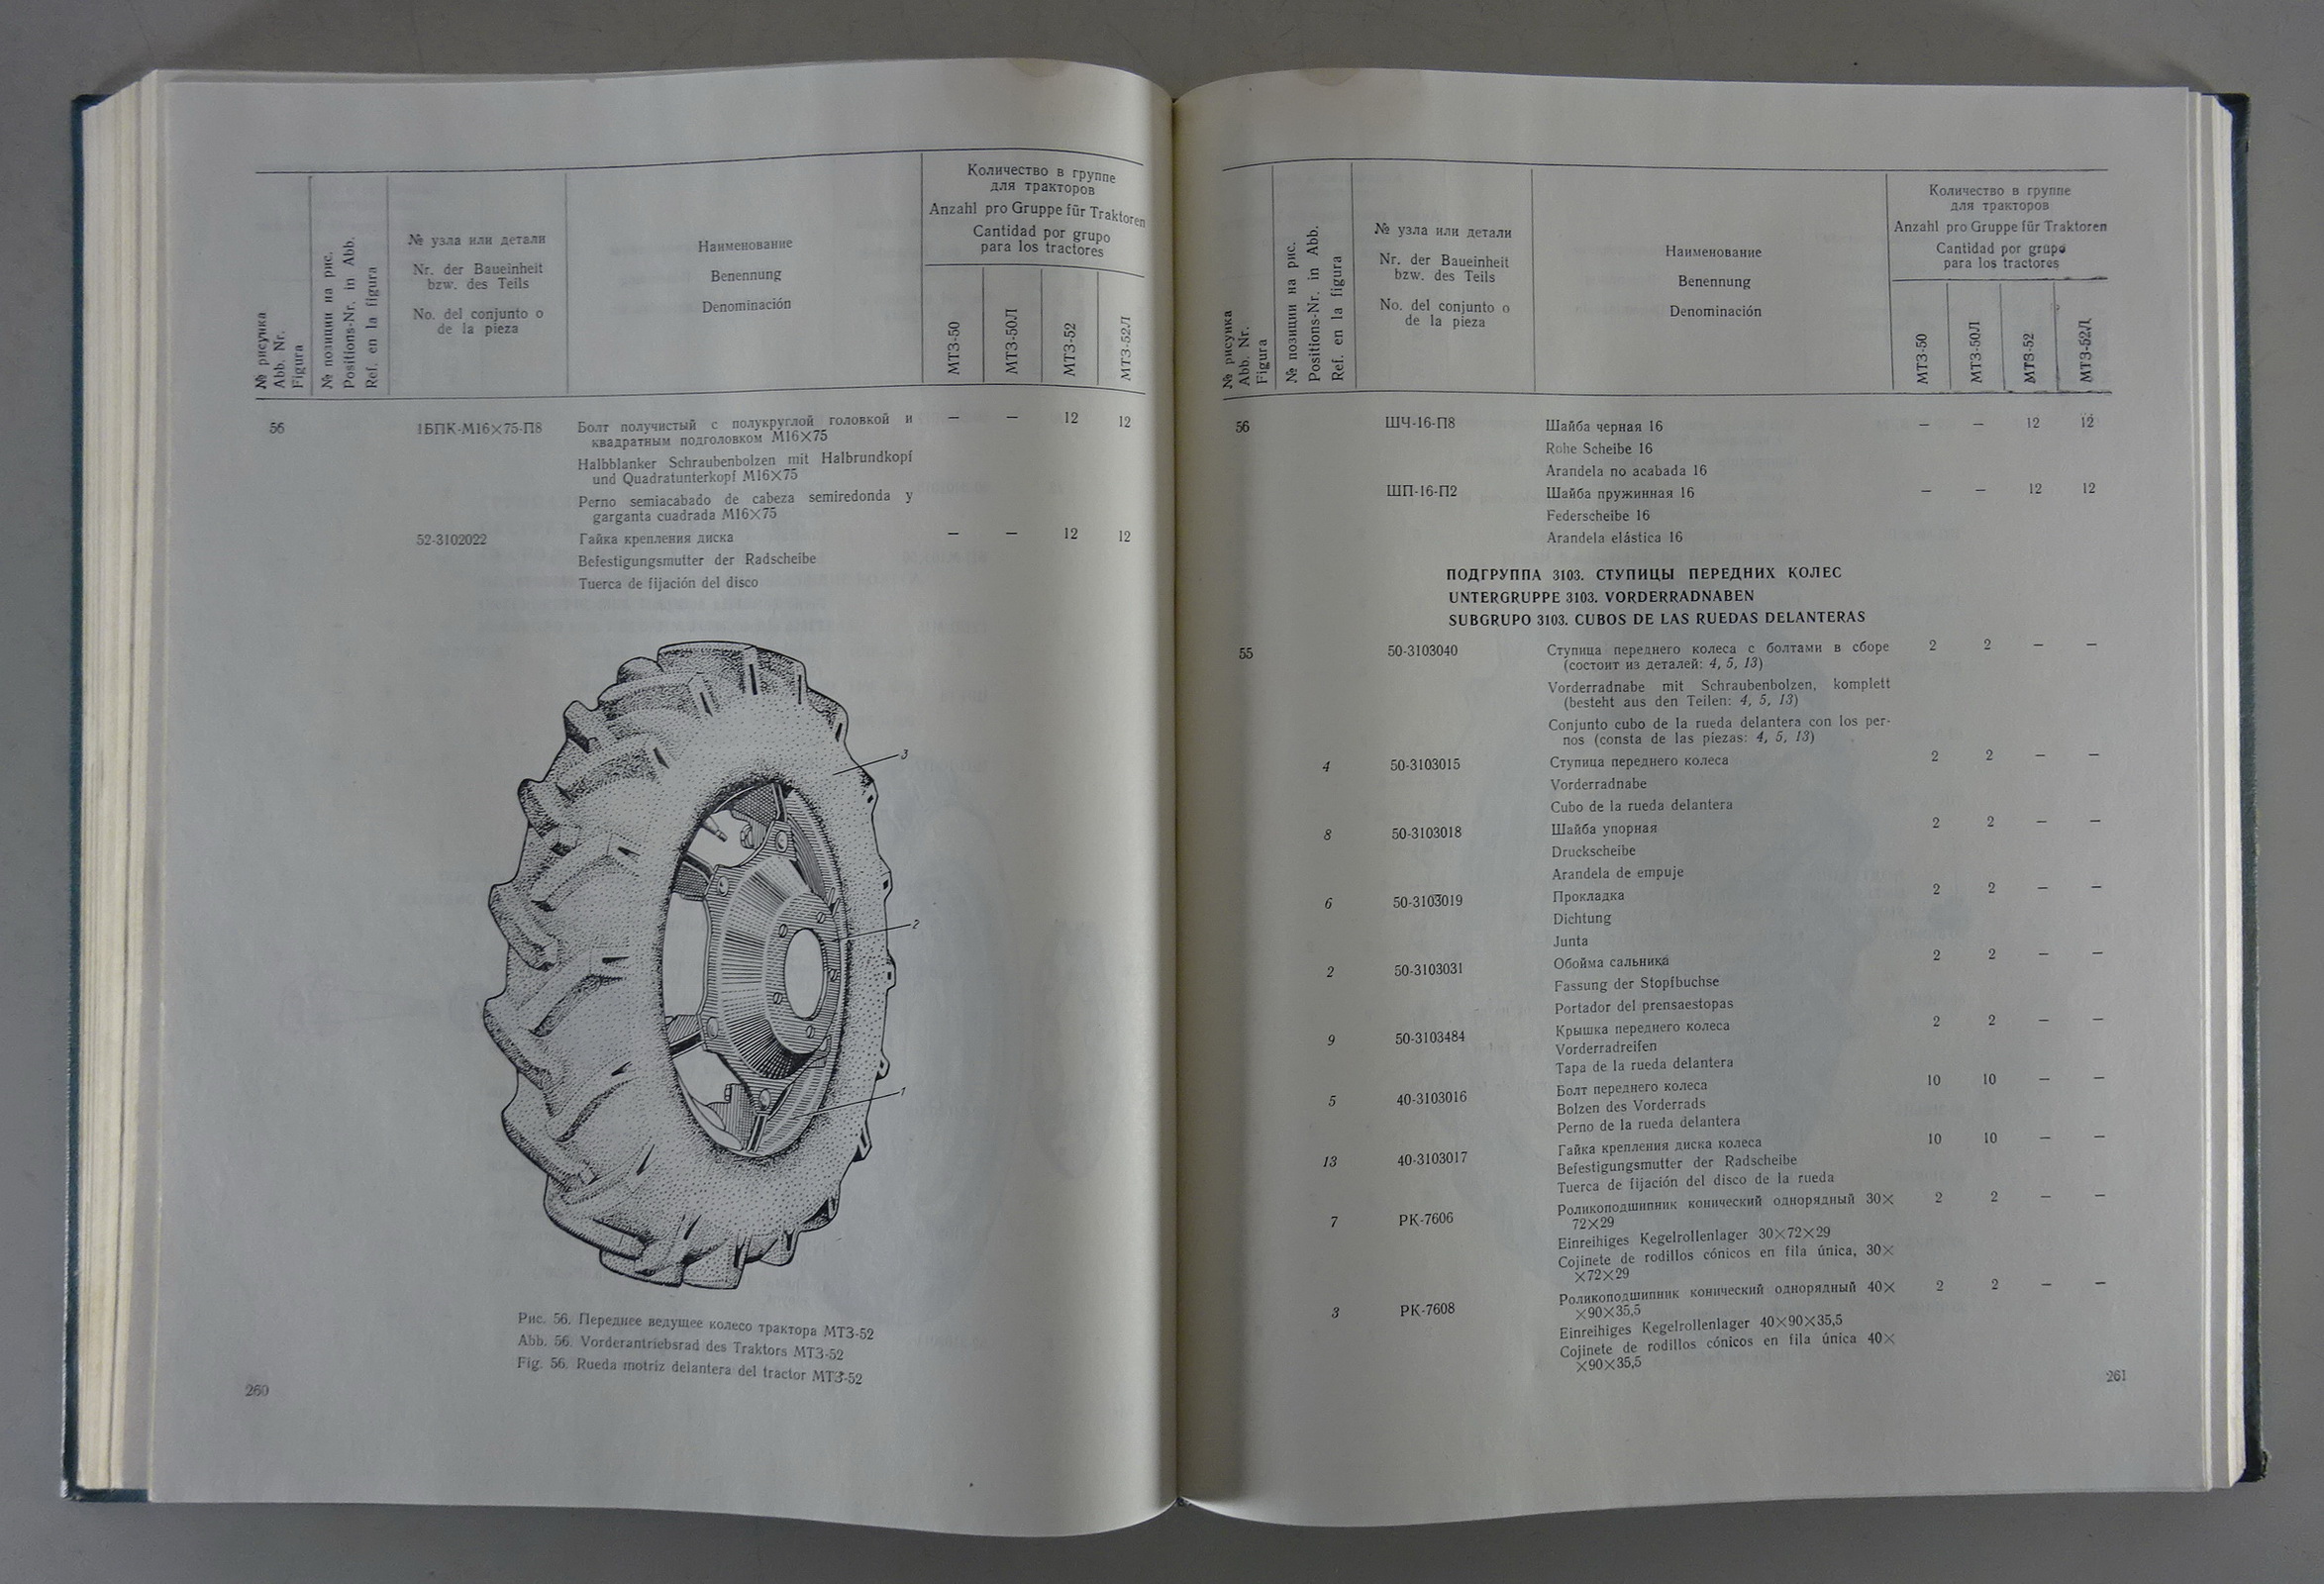 № рисунка
Abb. Nr.
Figura
№ позиции на рис.
Positions-Nr. in Abb.
Ref. en la figura
№ узла или детали
Nr. der Baueinheit
bzw. des Teils
No. del conjunto o
de la pieza
Наименование
Benennung
Denominación
Количество в группе
для тракторов
Anzahl pro Gruppe für Traktoren
Cantidad por grupo
para los tractores
МТЗ-50
МТЗ-50Л
МТЗ-52
МТЗ-52Л
56 1БПК-М16×75-П8 Болт получистый с полукруглой головкой и — — 12 12
квадратным подголовком М16×75
Halbblanker Schraubenbolzen mit Halbrundkopf
und Quadratunterkopf M16×75
Perno semiacabado de cabeza semiredonda y
garganta cuadrada M16×75
52-3102022 Гайка крепления диска — — 12 12
Befestigungsmutter der Radscheibe
Tuerca de fijación del disco
3
2
1
Рис. 56. Переднее ведущее колесо трактора МТЗ-52
Abb. 56. Vorderantriebsrad des Traktors МТЗ-52
Fig. 56. Rueda motriz delantera del tractor МТЗ-52
260
№ рисунка
Abb. Nr.
Figura
№ позиции на рис.
Positions-Nr. in Abb.
Ref. en la figura
№ узла или детали
Nr. der Baueinheit
bzw. des Teils
No. del conjunto o
de la pieza
Наименование
Benennung
Denominación
Количество в группе
для тракторов
Anzahl pro Gruppe für Traktoren
Cantidad por grupo
para los tractores
МТЗ-50
МТЗ-50Л
МТЗ-52
МТЗ-52Л
56 ШЧ-16-П8 Шайба черная 16 — — 12 12
Rohe Scheibe 16
Arandela no acabada 16
ШП-16-П2 Шайба пружинная 16 — — 12 12
Federscheibe 16
Arandela elástica 16
ПОДГРУППА 3103. СТУПИЦЫ ПЕРЕДНИХ КОЛЕС
UNTERGRUPPE 3103. VORDERRADNABEN
SUBGRUPO 3103. CUBOS DE LAS RUEDAS DELANTERAS
55 50-3103040 Ступица переднего колеса с болтами в сборе 2 2 — —
(состоит из деталей: 4, 5, 13)
Vorderradnabe mit Schraubenbolzen, komplett
(besteht aus den Teilen: 4, 5, 13)
Conjunto cubo de la rueda delantera con los per-
nos (consta de las piezas: 4, 5, 13)
4 50-3103015 Ступица переднего колеса 2 2 — —
Vorderradnabe
Cubo de la rueda delantera
8 50-3103018 Шайба упорная 2 2 — —
Druckscheibe
Arandela de empuje
6 50-3103019 Прокладка 2 2 — —
Dichtung
Junta
2 50-3103031 Обойма сальника 2 2 — —
Fassung der Stopfbuchse
Portador del prensaestopas
9 50-3103484 Крышка переднего колеса 2 2 — —
Vorderradreifen
Tapa de la rueda delantera
5 40-3103016 Болт переднего колеса 10 10 — —
Bolzen des Vorderrads
Perno de la rueda delantera
13 40-3103017 Гайка крепления диска колеса 10 10 — —
Befestigungsmutter der Radscheibe
Tuerca de fijación del disco de la rueda
7 РК-7606 Роликоподшипник конический однорядный 30× 2 2 — —
72×29
Einreihiges Kegelrollenlager 30×72×29
Cojinete de rodillos cónicos en fila única, 30×
×72×29
3 РК-7608 Роликоподшипник конический однорядный 40× 2 2 — —
×90×35,5
Einreihiges Kegelrollenlager 40×90×35,5
Cojinete de rodillos cónicos en fila única 40×
×90×35,5
261